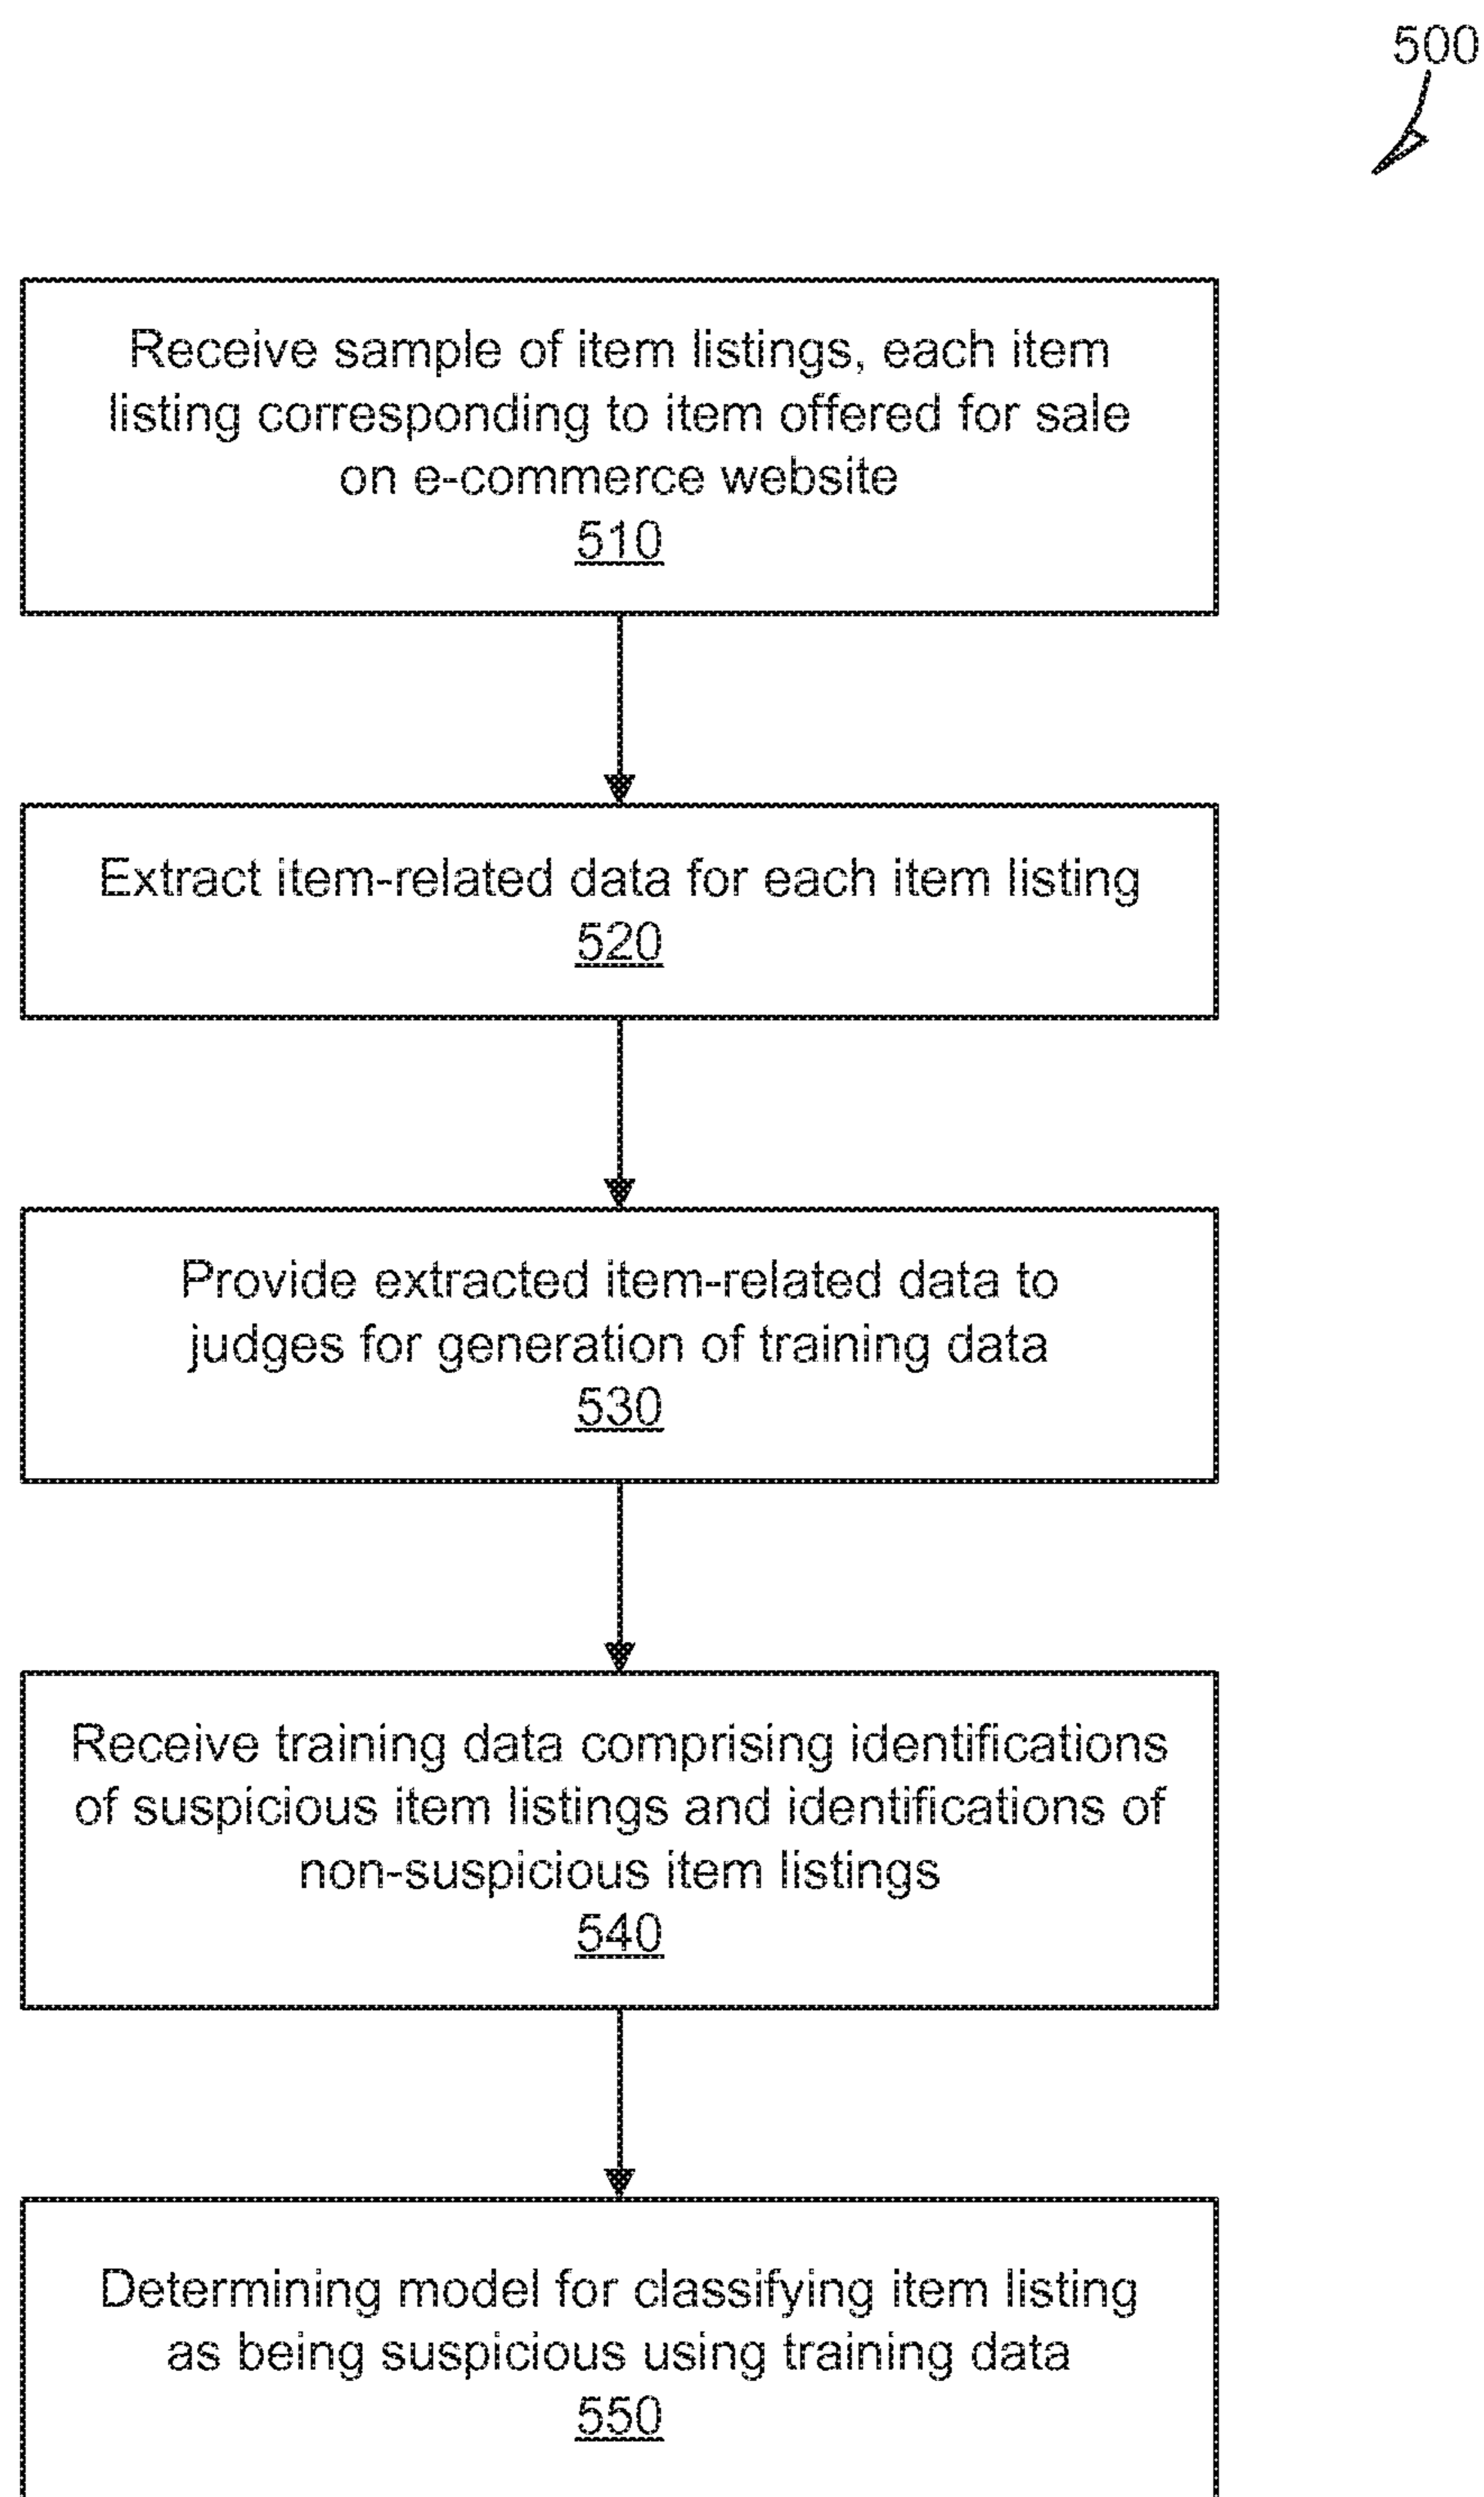 500
Receive sample of item listings, each item
listing corresponding to item offered for sale
on e-commerce website
510
Extract item-related data for each item listing
520
Provide extracted item-related data to
judges for generation of training data
530
Receive training data comprising identifications
of suspicious item listings and identifications of
non-suspicious item listings
540
Determining model for classifying item listing
as being suspicious using training data
550